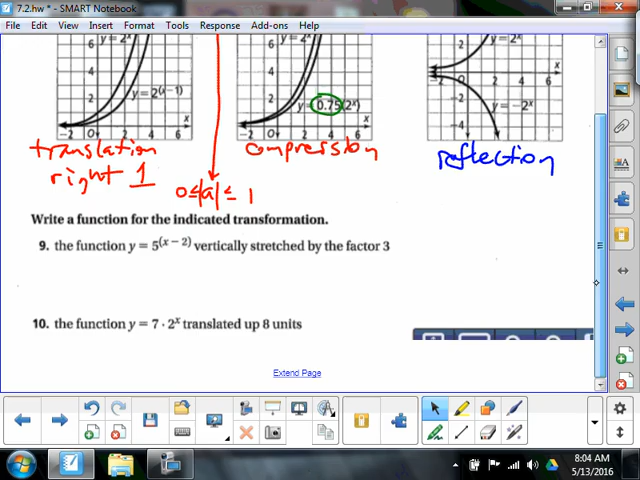 7.2.hw * - SMART Notebook
File Edit View Insert Format Tools Add-ons Help
6
4
2
-2 O 2 4 6
x
y = 2^x
y = 2^(x-1)
6
4
2
-2 O 2 4 6
x
y = 2^x
y = 0.75(2^x)
2
-2
-4
O 2 4 6
x
y = 2^x
y = -2^x
translation
right 1
compression
0 ≤ |a| ≤ 1
reflection
Write a function for the indicated transformation.
9. the function y = 5^(x - 2) vertically stretched by the factor 3
10. the function y = 7 · 2^x translated up 8 units
Extend Page
8:04 AM
5/13/2016